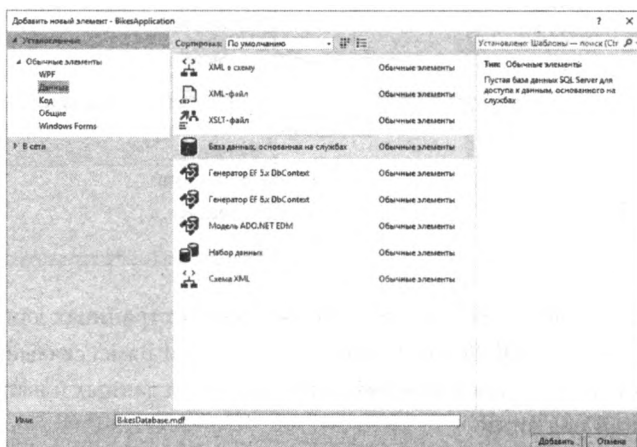 Добавить новый элемент - BikesApplication ? X
Установленные
Сортировка: По умолчанию
Установлено: Шаблоны — поиск (Ctr
Обычные элементы
WPF
Данные
Код
Общие
Windows Forms
В сети
XML в схему Обычные элементы
XML-файл Обычные элементы
XSLT-файл Обычные элементы
База данных, основанная на службах Обычные элементы
Генератор EF 5.x DbContext Обычные элементы
Генератор EF 6.x DbContext Обычные элементы
Модель ADO.NET EDM Обычные элементы
Набор данных Обычные элементы
Схема XML Обычные элементы
Тип: Обычные элементы
Пустая база данных SQL Server для
доступа к данным, основанного на
службах
Имя: BikesDatabase.mdf
Добавить Отмена